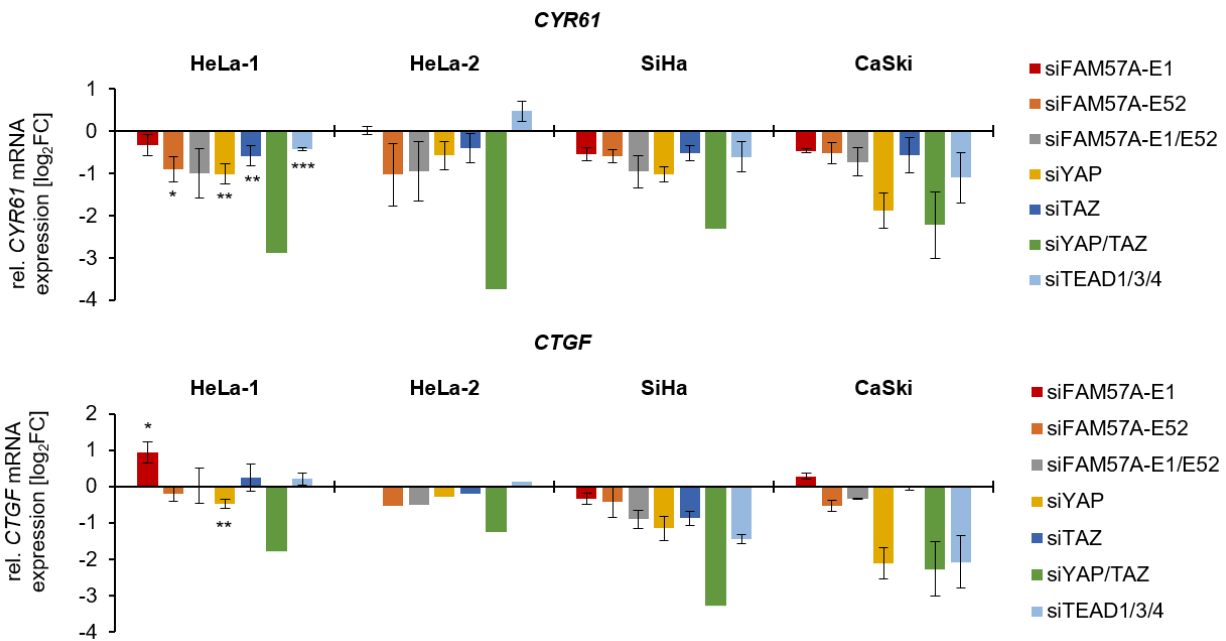 CYR61
HeLa-1 HeLa-2 SiHa CaSki
rel. CYR61 mRNA
expression [log₂FC]
1
0
-1
-2
-3
-4
* ** ** ***
siFAM57A-E1
siFAM57A-E52
siFAM57A-E1/E52
siYAP
siTAZ
siYAP/TAZ
siTEAD1/3/4
CTGF
HeLa-1 HeLa-2 SiHa CaSki
rel. CTGF mRNA
expression [log₂FC]
2
1
0
-1
-2
-3
-4
* **
siFAM57A-E1
siFAM57A-E52
siFAM57A-E1/E52
siYAP
siTAZ
siYAP/TAZ
siTEAD1/3/4